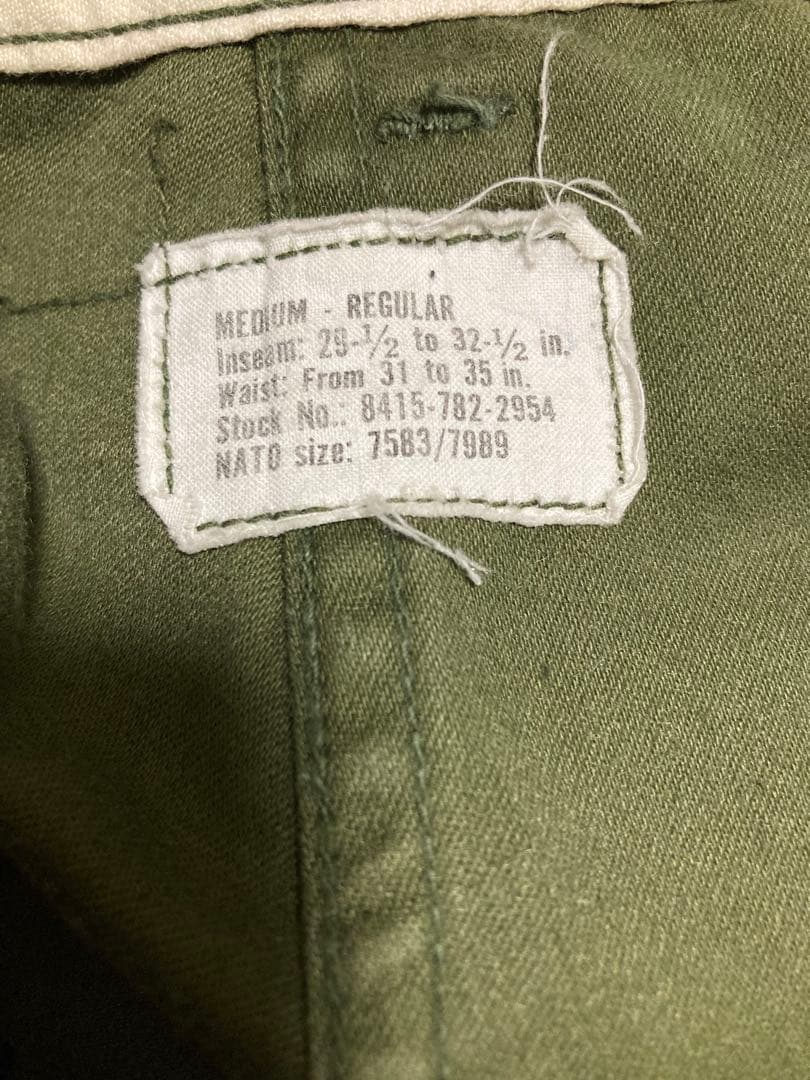 MEDIUM - REGULAR
Inseam: 29-1/2 to 32-1/2 in.
Waist: From 31 to 35 in.
Stock No.: 8415-782-2954
NATO size: 7583/7989